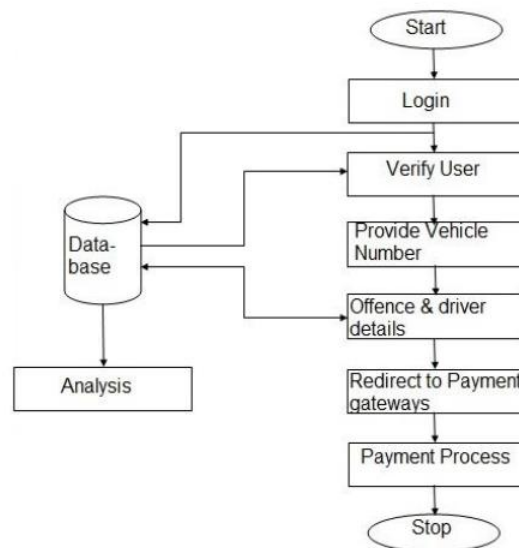 Start
Login
Verify User
Provide Vehicle
Number
Data-
base
Offence & driver
details
Analysis
Redirect to Payment
gateways
Payment Process
Stop